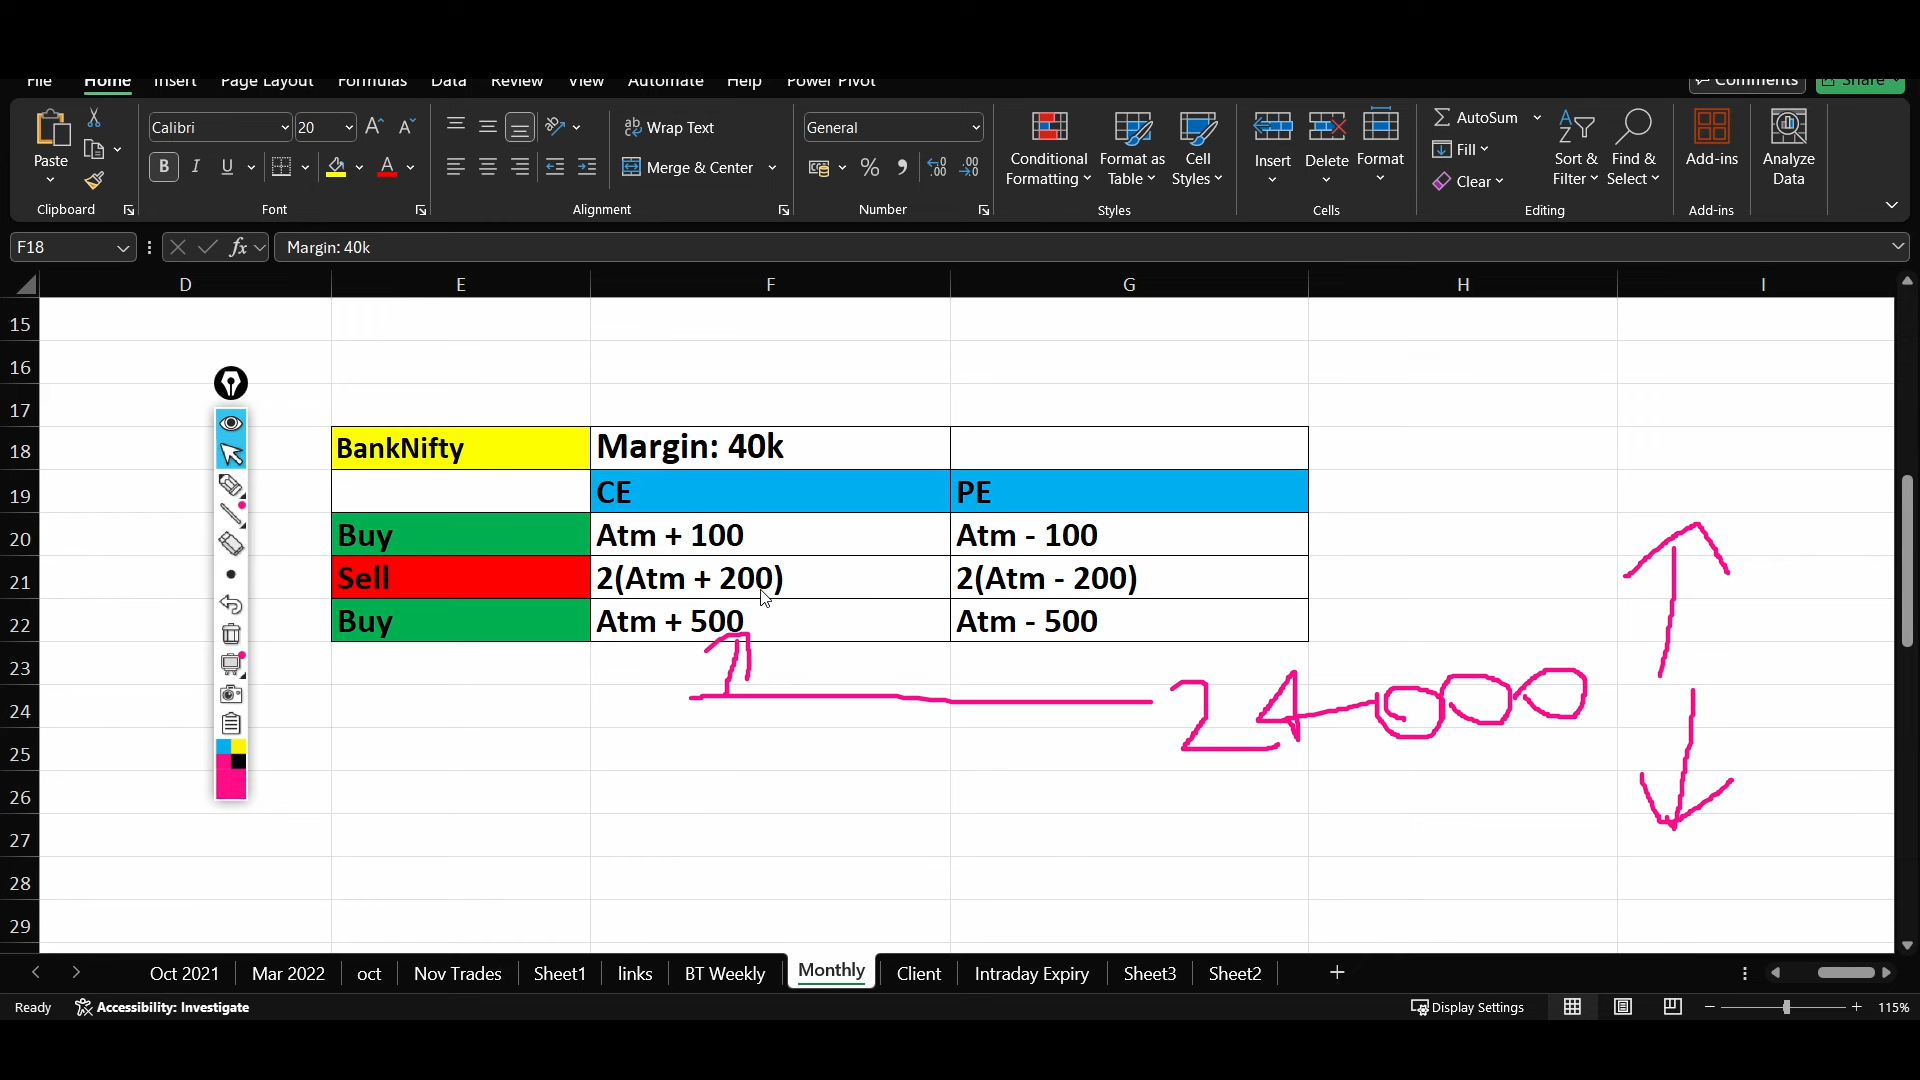 File Home Insert Page Layout Formulas Data Review View Automate Help Power Pivot Comments Share
Calibri 20 Wrap Text General AutoSum
Paste Merge & Center Conditional Formatting Format as Table Cell Styles Insert Delete Format Fill Clear Sort & Filter Find & Select Add-ins Analyze Data
Clipboard Font Alignment Number Styles Cells Editing Add-ins
F18 fx Margin: 40k
D E F G H I
15
16
17
18 BankNifty Margin: 40k
19 CE PE
20 Buy Atm + 100 Atm - 100
21 Sell 2(Atm + 200) 2(Atm - 200)
22 Buy Atm + 500 Atm - 500
23
24 24000
25
26
27
28
29
Oct 2021 Mar 2022 oct Nov Trades Sheet1 links BT Weekly Monthly Client Intraday Expiry Sheet3 Sheet2
Ready Accessibility: Investigate Display Settings 115%